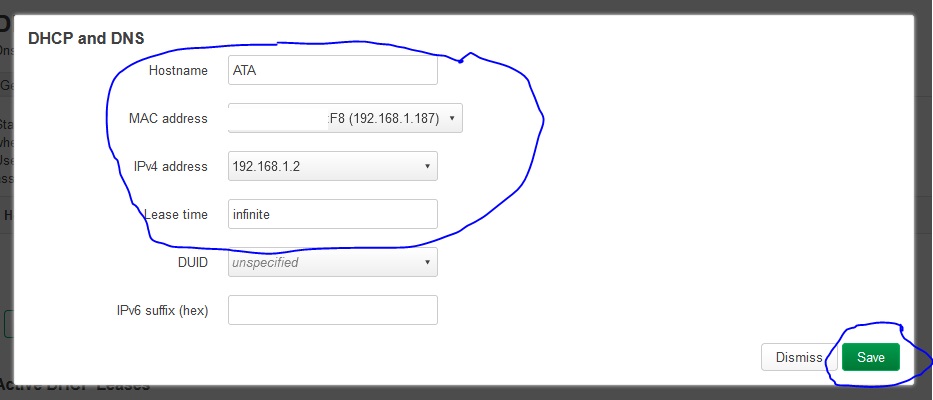 DHCP and DNS
Hostname ATA
MAC address :F8 (192.168.1.187)
IPv4 address 192.168.1.2
Lease time infinite
DUID unspecified
IPv6 suffix (hex)
Dismiss Save
Active DHCP Leases